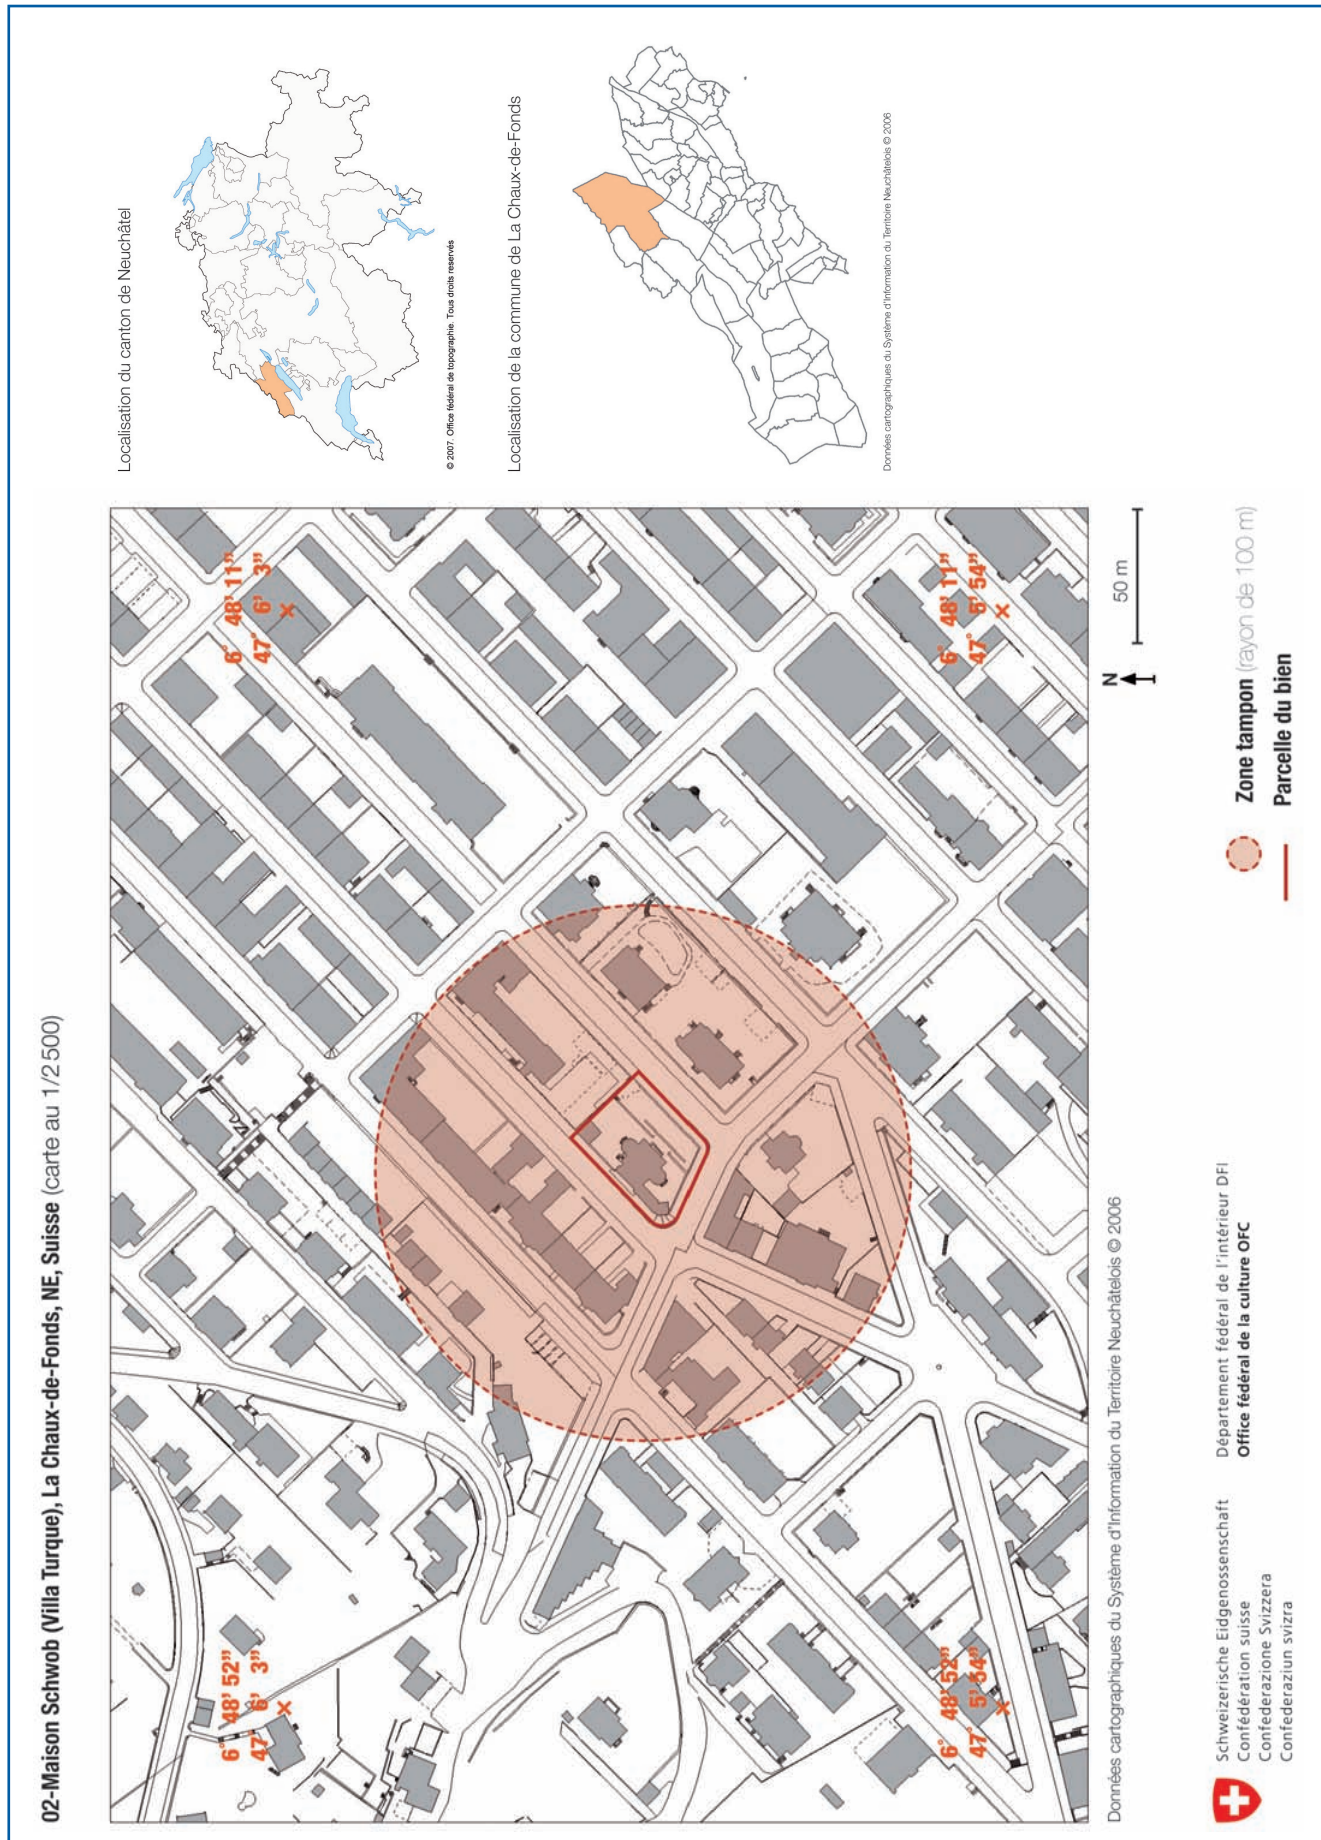 02-Maison Schwob (Villa Turque), La Chaux-de-Fonds, NE, Suisse (carte au 1/2500)
6° 48' 52"
47° 6' 3"
6° 48' 11"
47° 6' 3"
6° 48' 52"
47° 5' 54"
6° 48' 11"
47° 5' 54"
Données cartographiques du Système d'Information du Territoire Neuchâtelois © 2006
N
50 m
Localisation du canton de Neuchâtel
© 2007. Office fédéral de topographie. Tous droits reservés
Localisation de la commune de La Chaux-de-Fonds
Données cartographiques du Système d'Information du Territoire Neuchâtelois © 2006
Schweizerische Eidgenossenschaft
Confédération suisse
Confederazione Svizzera
Confederaziun svizra
Département fédéral de l'intérieur DFI
Office fédéral de la culture OFC
Zone tampon (rayon de 100 m)
Parcelle du bien